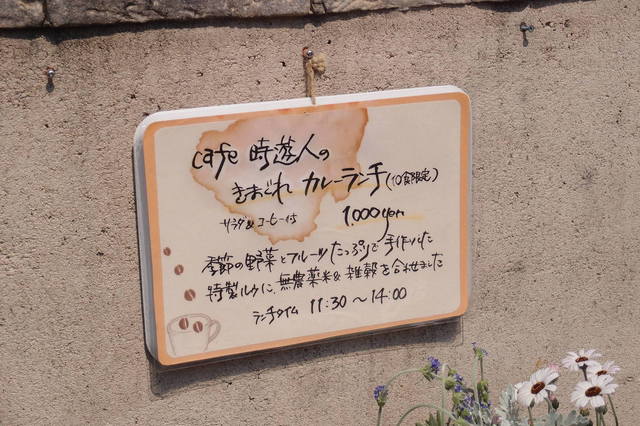 cafe 時遊人の
きまぐれ カレーランチ(10食限定)
サラダ&コーヒー付 1,000yen
季節の野菜とフルーツたっぷりで手作りした
特製ルウに、無農薬米&雑穀を合わせました
ランチタイム 11:30〜14:00